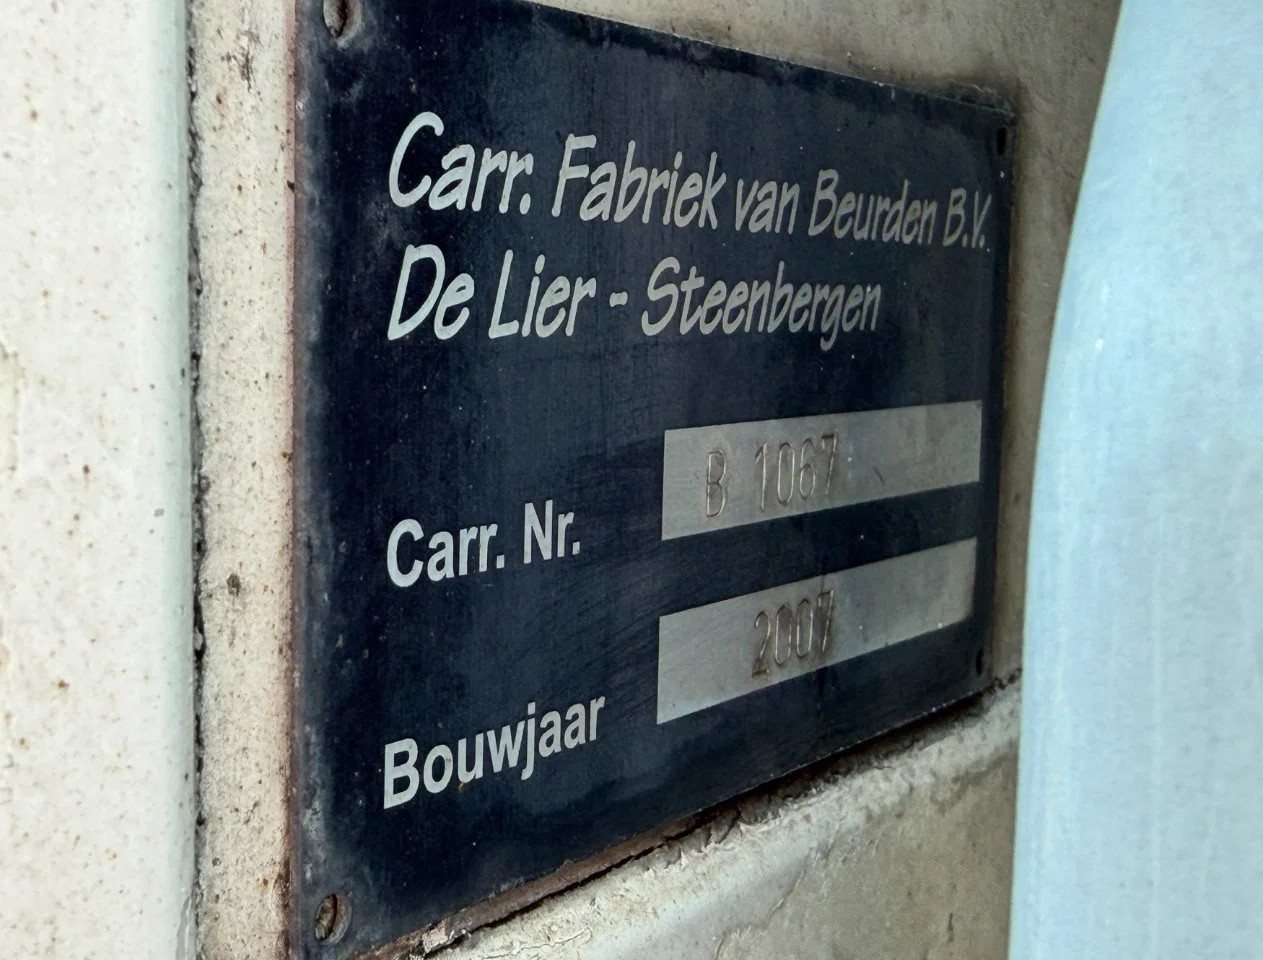 Carr. Fabriek van Beurden B.V.
De Lier - Steenbergen
Carr. Nr. B 1067
Bouwjaar 2007